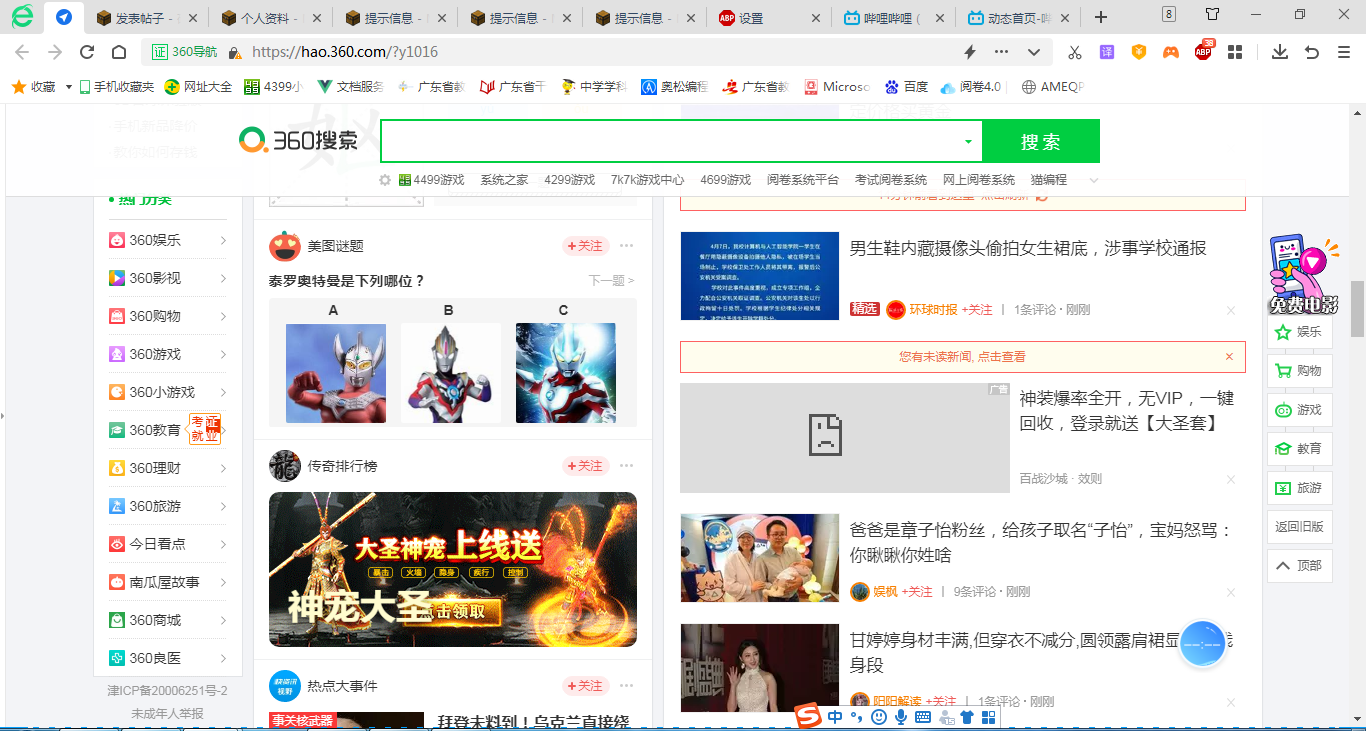 发表帖子 -
个人资料 -
提示信息 -
提示信息 -
提示信息 -
ABP 设置
哔哩哔哩 (
动态首页-哔
8
证 360导航
https://hao.360.com/?y1016
译
ABP
38
收藏
手机收藏夹
网址大全
4399小
文档服务
广东省教
广东省干
中学学科
奥松编程
广东省教
Microso
百度
阅卷4.0
AMEQP
360搜索
搜 索
4499游戏
系统之家
4299游戏
7k7k游戏中心
4699游戏
阅卷系统平台
考试阅卷系统
网上阅卷系统
猫编程
360娱乐
360影视
360购物
360游戏
360小游戏
360教育
考证
就业
360理财
360旅游
今日看点
南瓜屋故事
360商城
360良医
津ICP备20006251号-2
未成年人举报
美图谜题
+关注
泰罗奥特曼是下列哪位？
下一题 >
A
B
C
传奇排行榜
+关注
大圣神宠上线送
暴击
火墙
隐身
疾行
控制
神宠大圣
点击领取
快资讯
视野
热点大事件
+关注
事关核武器
拜登未料到！乌克兰直接绕
男生鞋内藏摄像头偷拍女生裙底，涉事学校通报
精选
环球时报 +关注 | 1条评论 · 刚刚
您有未读新闻, 点击查看
广告
神装爆率全开，无VIP，一键
回收，登录就送【大圣套】
百战沙城 · 效则
爸爸是章子怡粉丝，给孩子取名“子怡”，宝妈怒骂：
你瞅瞅你姓啥
娱枫 +关注 | 9条评论 · 刚刚
甘婷婷身材丰满,但穿衣不减分,圆领露肩裙显
身段
阳阳解读 +关注 | 1条评论 · 刚刚
免费电影
娱乐
购物
游戏
教育
旅游
返回旧版
顶部
中